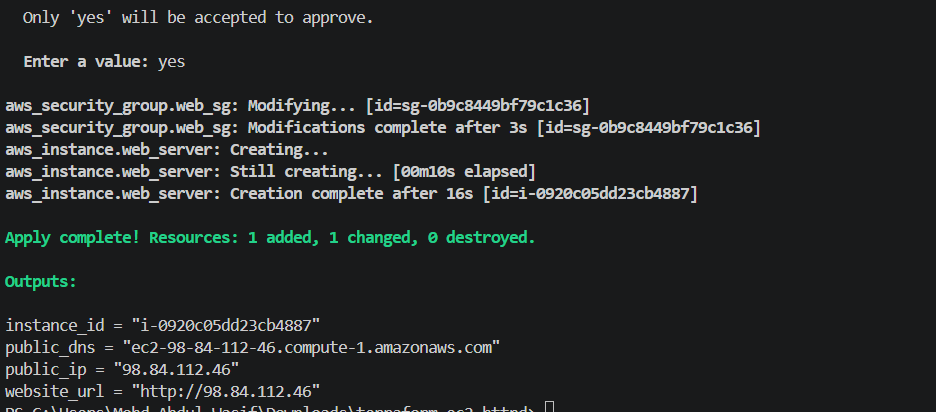 Only 'yes' will be accepted to approve.
Enter a value: yes
aws_security_group.web_sg: Modifying... [id=sg-0b9c8449bf79c1c36]
aws_security_group.web_sg: Modifications complete after 3s [id=sg-0b9c8449bf79c1c36]
aws_instance.web_server: Creating...
aws_instance.web_server: Still creating... [00m10s elapsed]
aws_instance.web_server: Creation complete after 16s [id=i-0920c05dd23cb4887]
Apply complete! Resources: 1 added, 1 changed, 0 destroyed.
Outputs:
instance_id = "i-0920c05dd23cb4887"
public_dns = "ec2-98-84-112-46.compute-1.amazonaws.com"
public_ip = "98.84.112.46"
website_url = "http://98.84.112.46"
PS C:\Users\Mohd Abdul Wasif\Downloads\terraform-ec2-httpd>